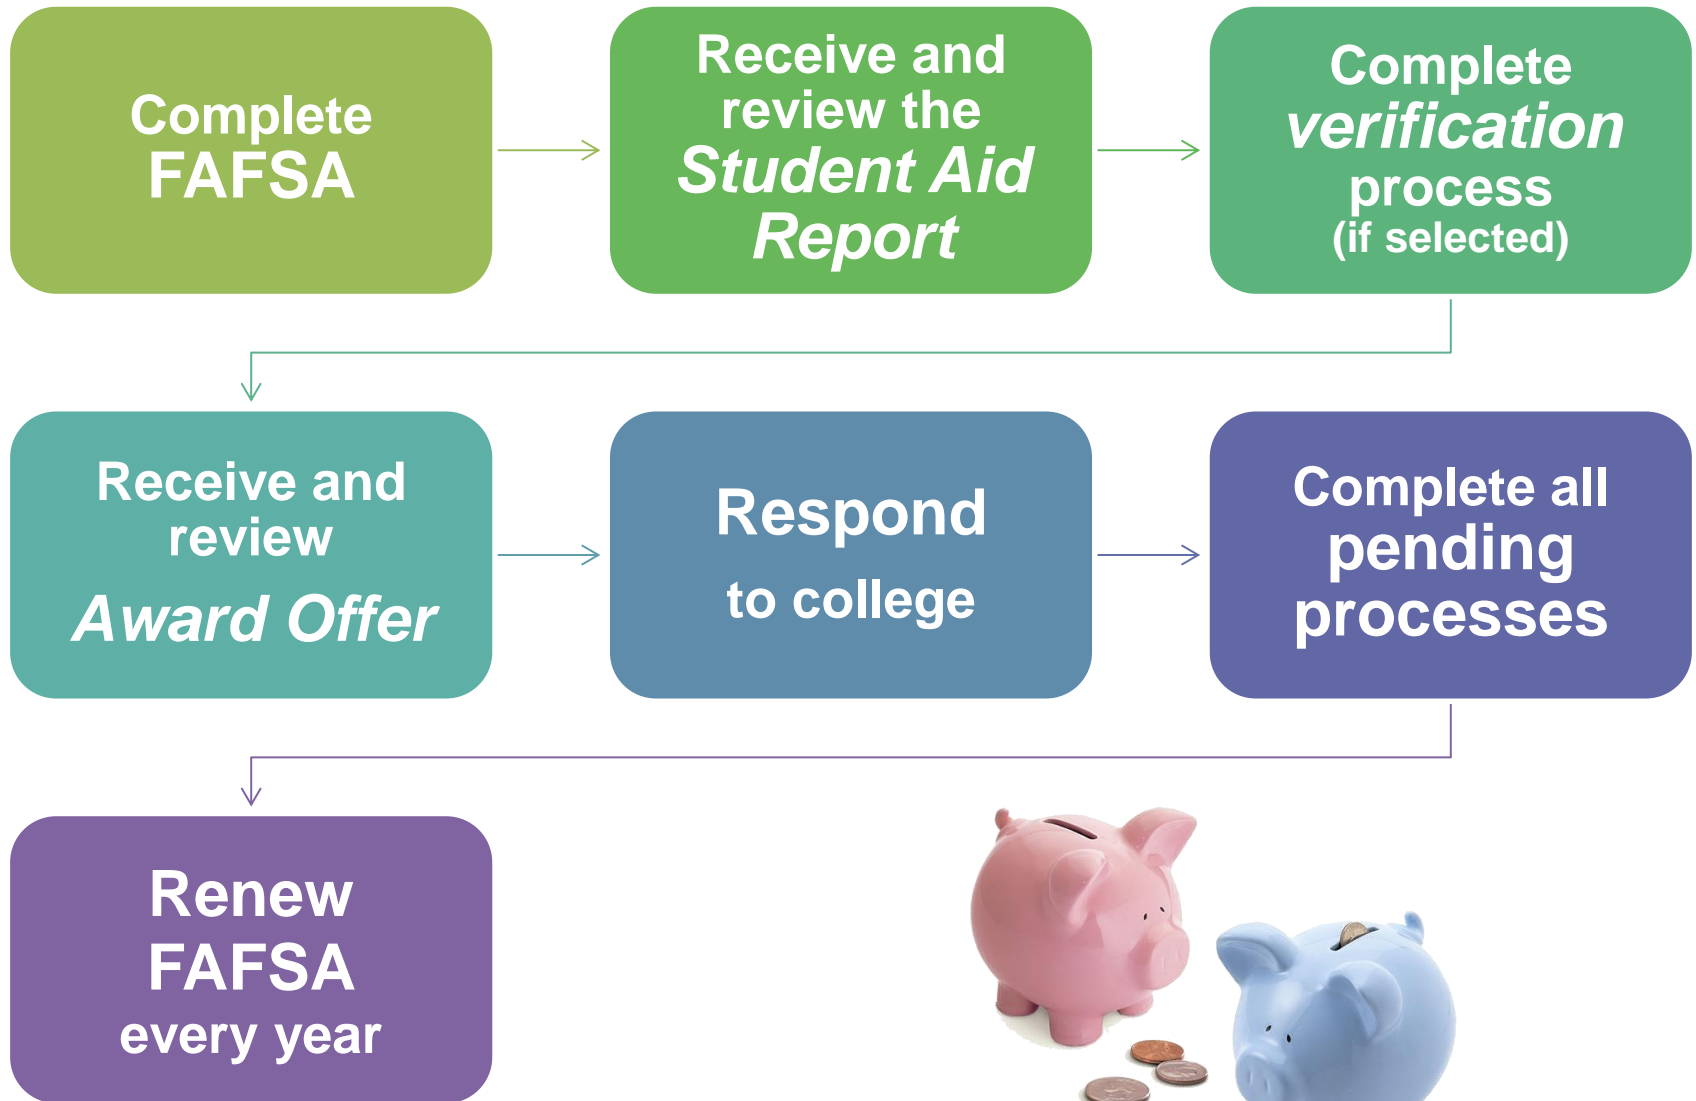 Complete
FAFSA
Receive and
review the
Student Aid
Report
Complete
verification
process
(if selected)
Receive and
review
Award Offer
Respond
to college
Complete all
pending
processes
Renew
FAFSA
every year